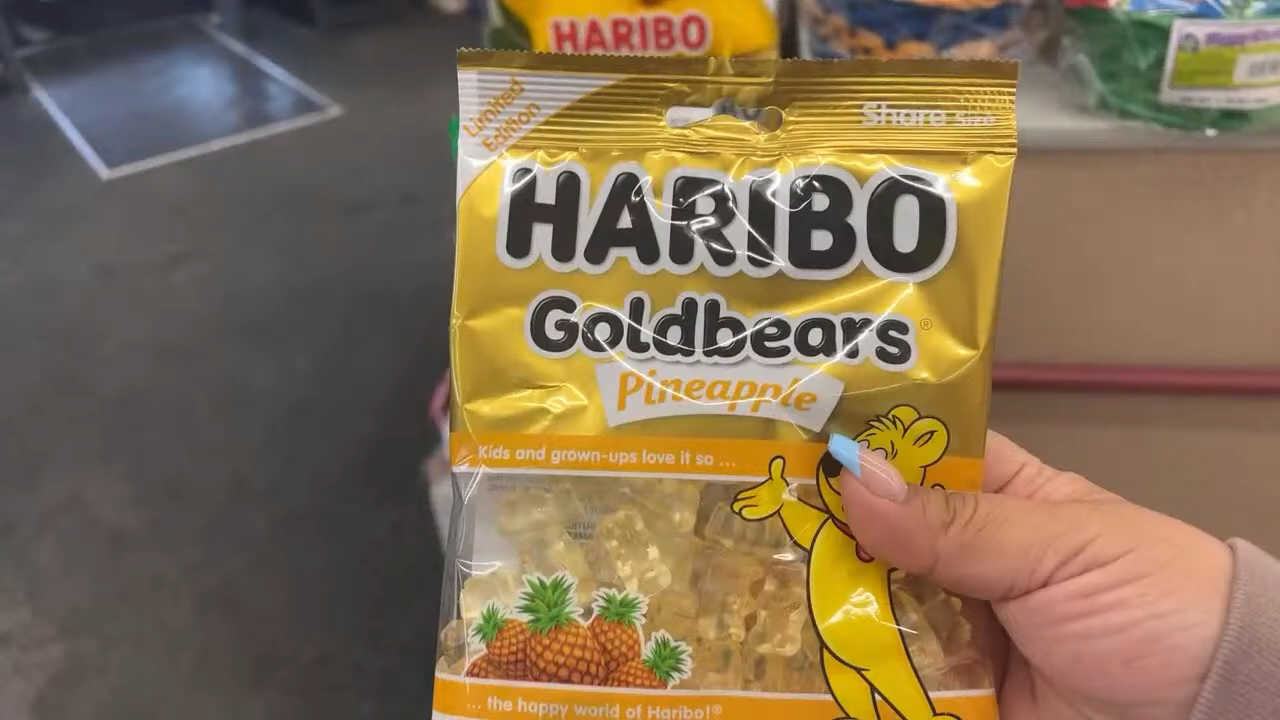 HARIBO
Limited
Edition
Share size
HARIBO
Goldbears®
Pineapple
Kids and grown-ups love it so ...
... the happy world of Haribo!®